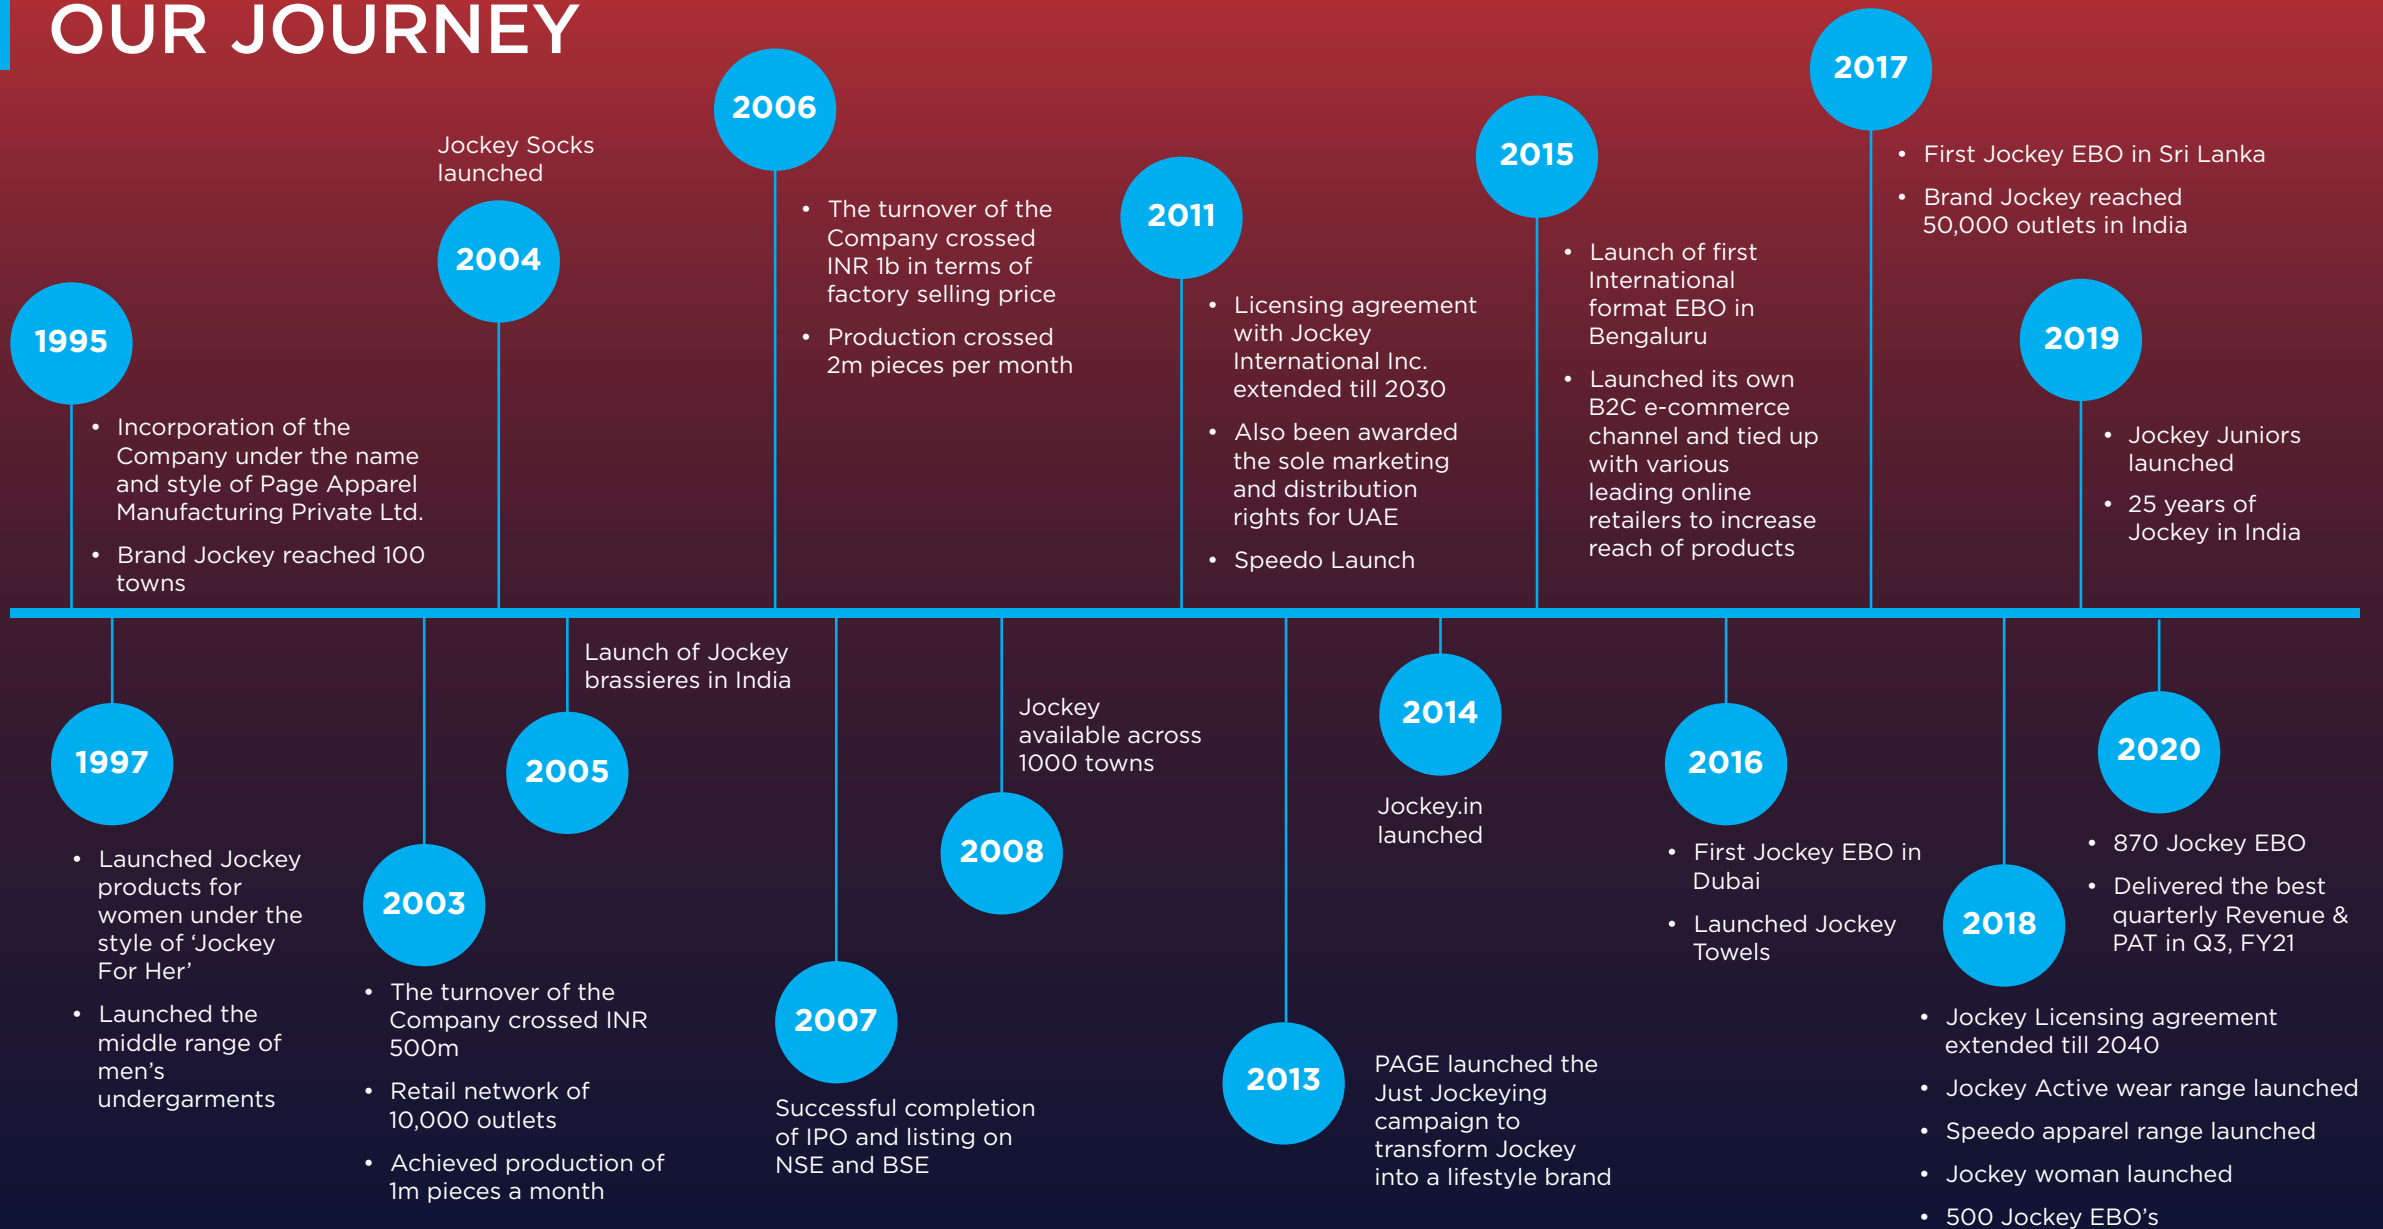 OUR JOURNEY
1995
• Incorporation of the
Company under the name
and style of Page Apparel
Manufacturing Private Ltd.
• Brand Jockey reached 100
towns
1997
• Launched Jockey
products for
women under the
style of ‘Jockey
For Her’
• Launched the
middle range of
men’s
undergarments
2003
• The turnover of the
Company crossed INR
500m
• Retail network of
10,000 outlets
• Achieved production of
1m pieces a month
Jockey Socks
launched
2004
Launch of Jockey
brassieres in India
2005
2006
• The turnover of the
Company crossed
INR 1b in terms of
factory selling price
• Production crossed
2m pieces per month
2007
Successful completion
of IPO and listing on
NSE and BSE
Jockey
available across
1000 towns
2008
2011
• Licensing agreement
with Jockey
International Inc.
extended till 2030
• Also been awarded
the sole marketing
and distribution
rights for UAE
• Speedo Launch
2013
PAGE launched the
Just Jockeying
campaign to
transform Jockey
into a lifestyle brand
2014
Jockey.in
launched
2015
• Launch of first
International
format EBO in
Bengaluru
• Launched its own
B2C e-commerce
channel and tied up
with various
leading online
retailers to increase
reach of products
2016
• First Jockey EBO in
Dubai
• Launched Jockey
Towels
2017
• First Jockey EBO in Sri Lanka
• Brand Jockey reached
50,000 outlets in India
2018
• Jockey Licensing agreement
extended till 2040
• Jockey Active wear range launched
• Speedo apparel range launched
• Jockey woman launched
• 500 Jockey EBO’s
2019
• Jockey Juniors
launched
• 25 years of
Jockey in India
2020
• 870 Jockey EBO
• Delivered the best
quarterly Revenue &
PAT in Q3, FY21